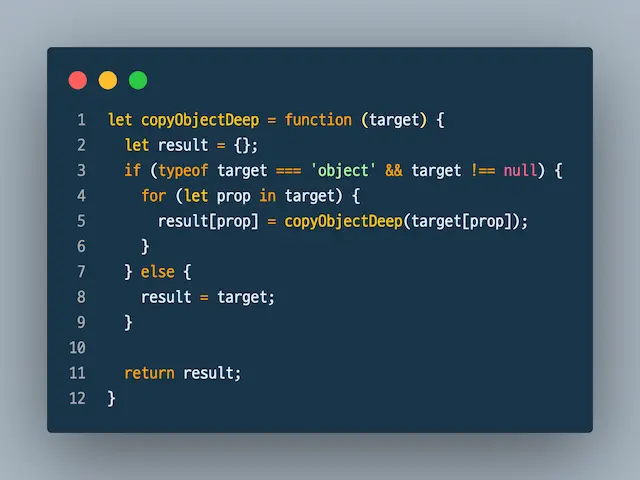 1 let copyObjectDeep = function (target) {
2   let result = {};
3   if (typeof target === 'object' && target !== null) {
4     for (let prop in target) {
5       result[prop] = copyObjectDeep(target[prop]);
6     }
7   } else {
8     result = target;
9   }
10
11   return result;
12 }